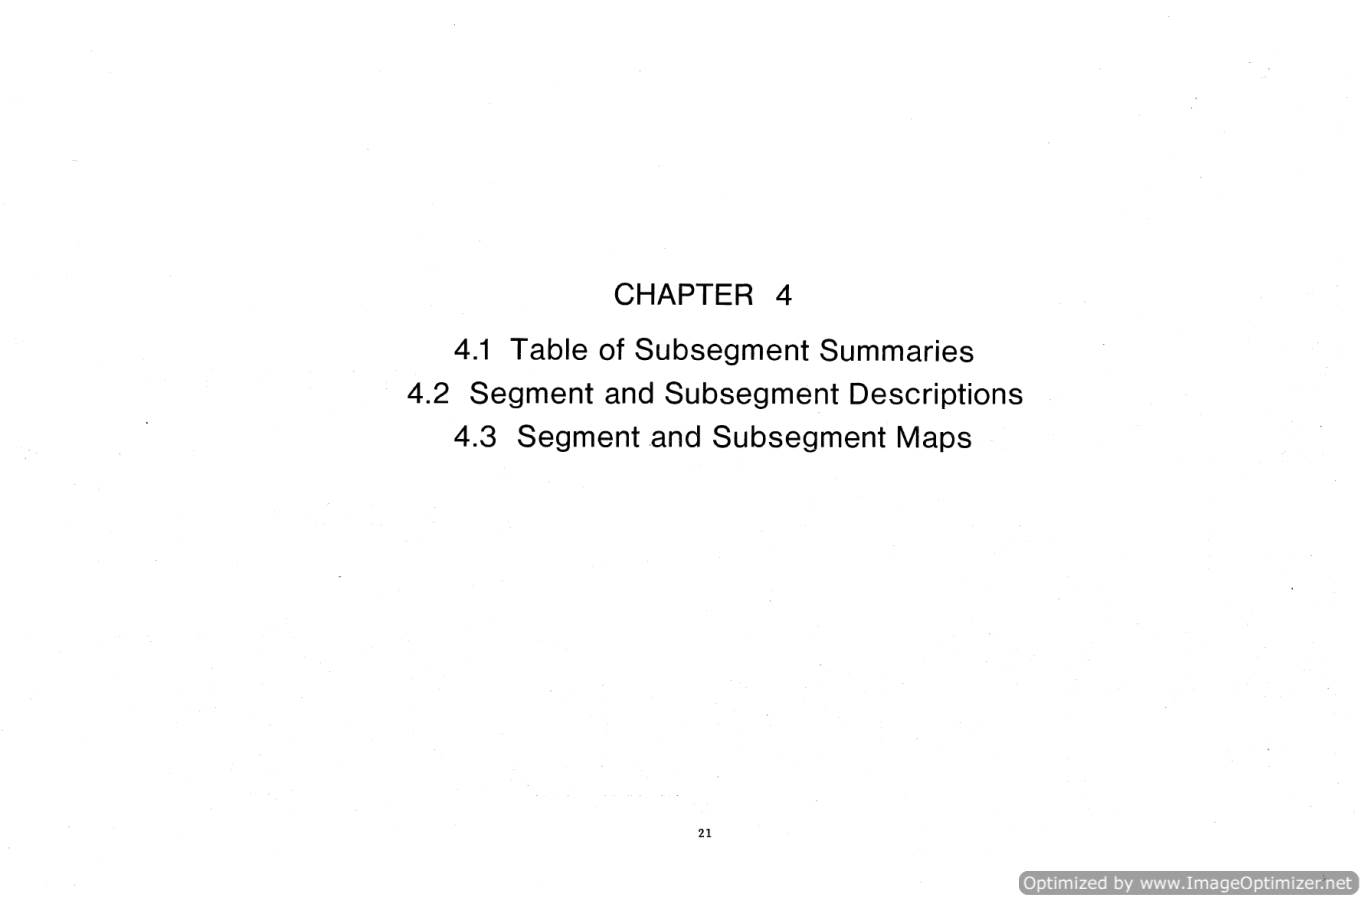 CHAPTER 4
4.1 Table of Subsegment Summaries
4.2 Segment and Subsegment Descriptions
4.3 Segment and Subsegment Maps
21
Optimized by www.ImageOptimizer.net